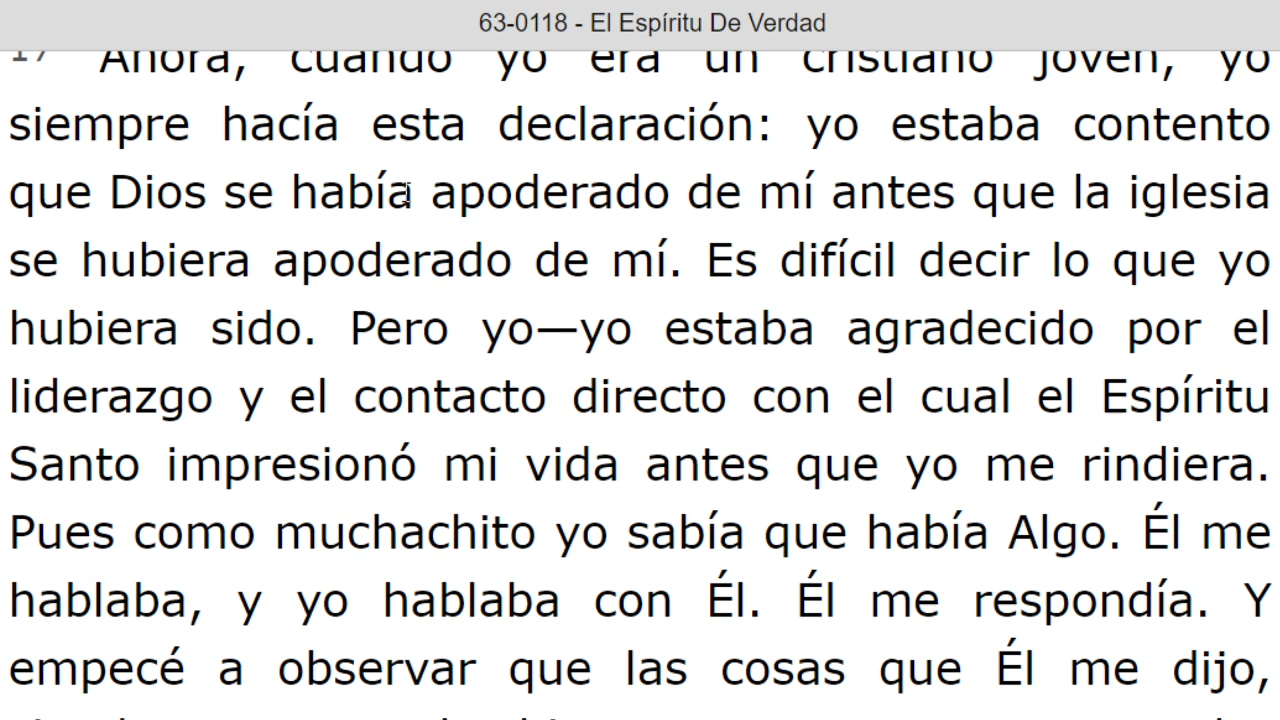 63-0118 - El Espíritu De Verdad
17 Ahora, cuando yo era un cristiano joven, yo
siempre hacía esta declaración: yo estaba contento
que Dios se había apoderado de mí antes que la iglesia
se hubiera apoderado de mí. Es difícil decir lo que yo
hubiera sido. Pero yo—yo estaba agradecido por el
liderazgo y el contacto directo con el cual el Espíritu
Santo impresionó mi vida antes que yo me rindiera.
Pues como muchachito yo sabía que había Algo. Él me
hablaba, y yo hablaba con Él. Él me respondía. Y
empecé a observar que las cosas que Él me dijo,